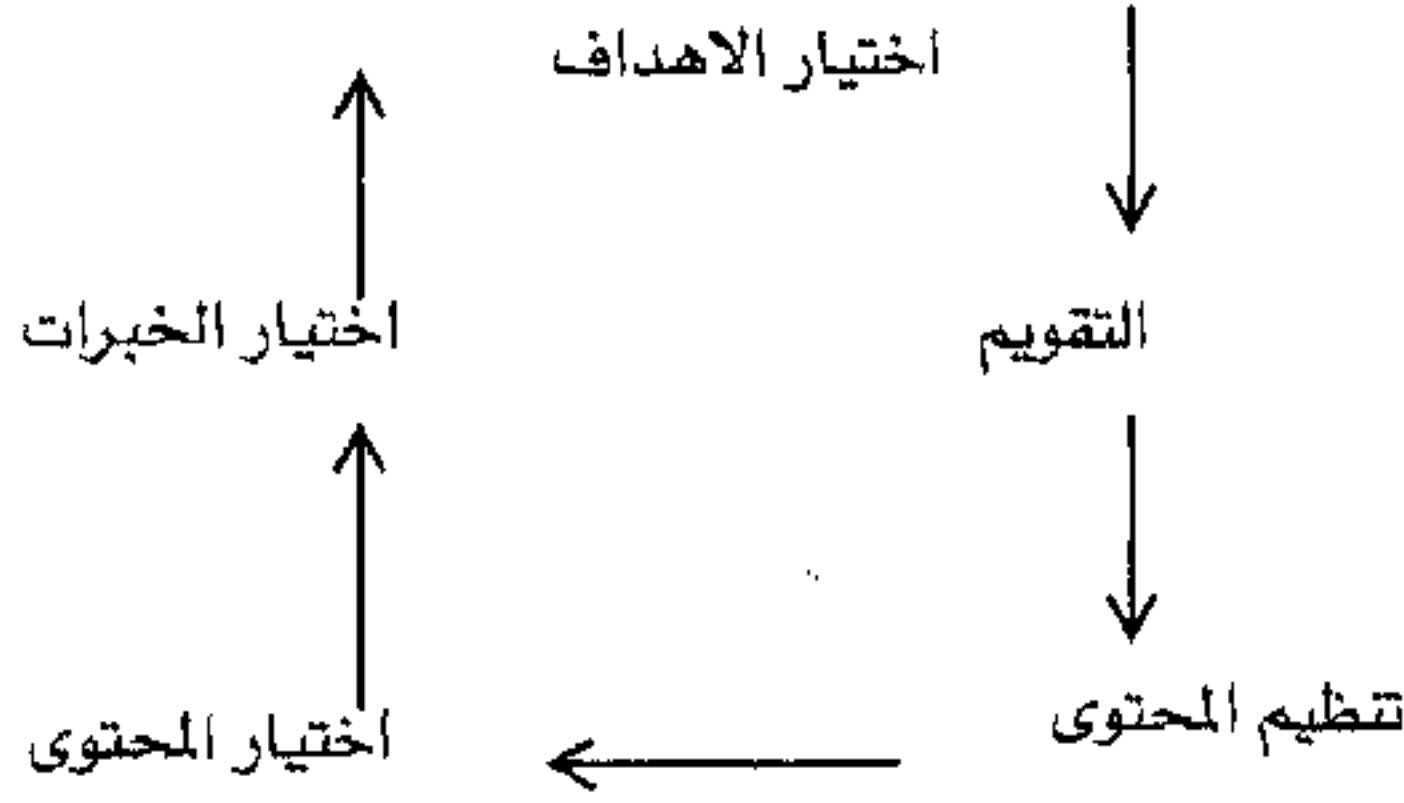 اختيار الاهداف
التقويم
اختيار الخبرات
تنظيم المحتوى
اختيار المحتوى